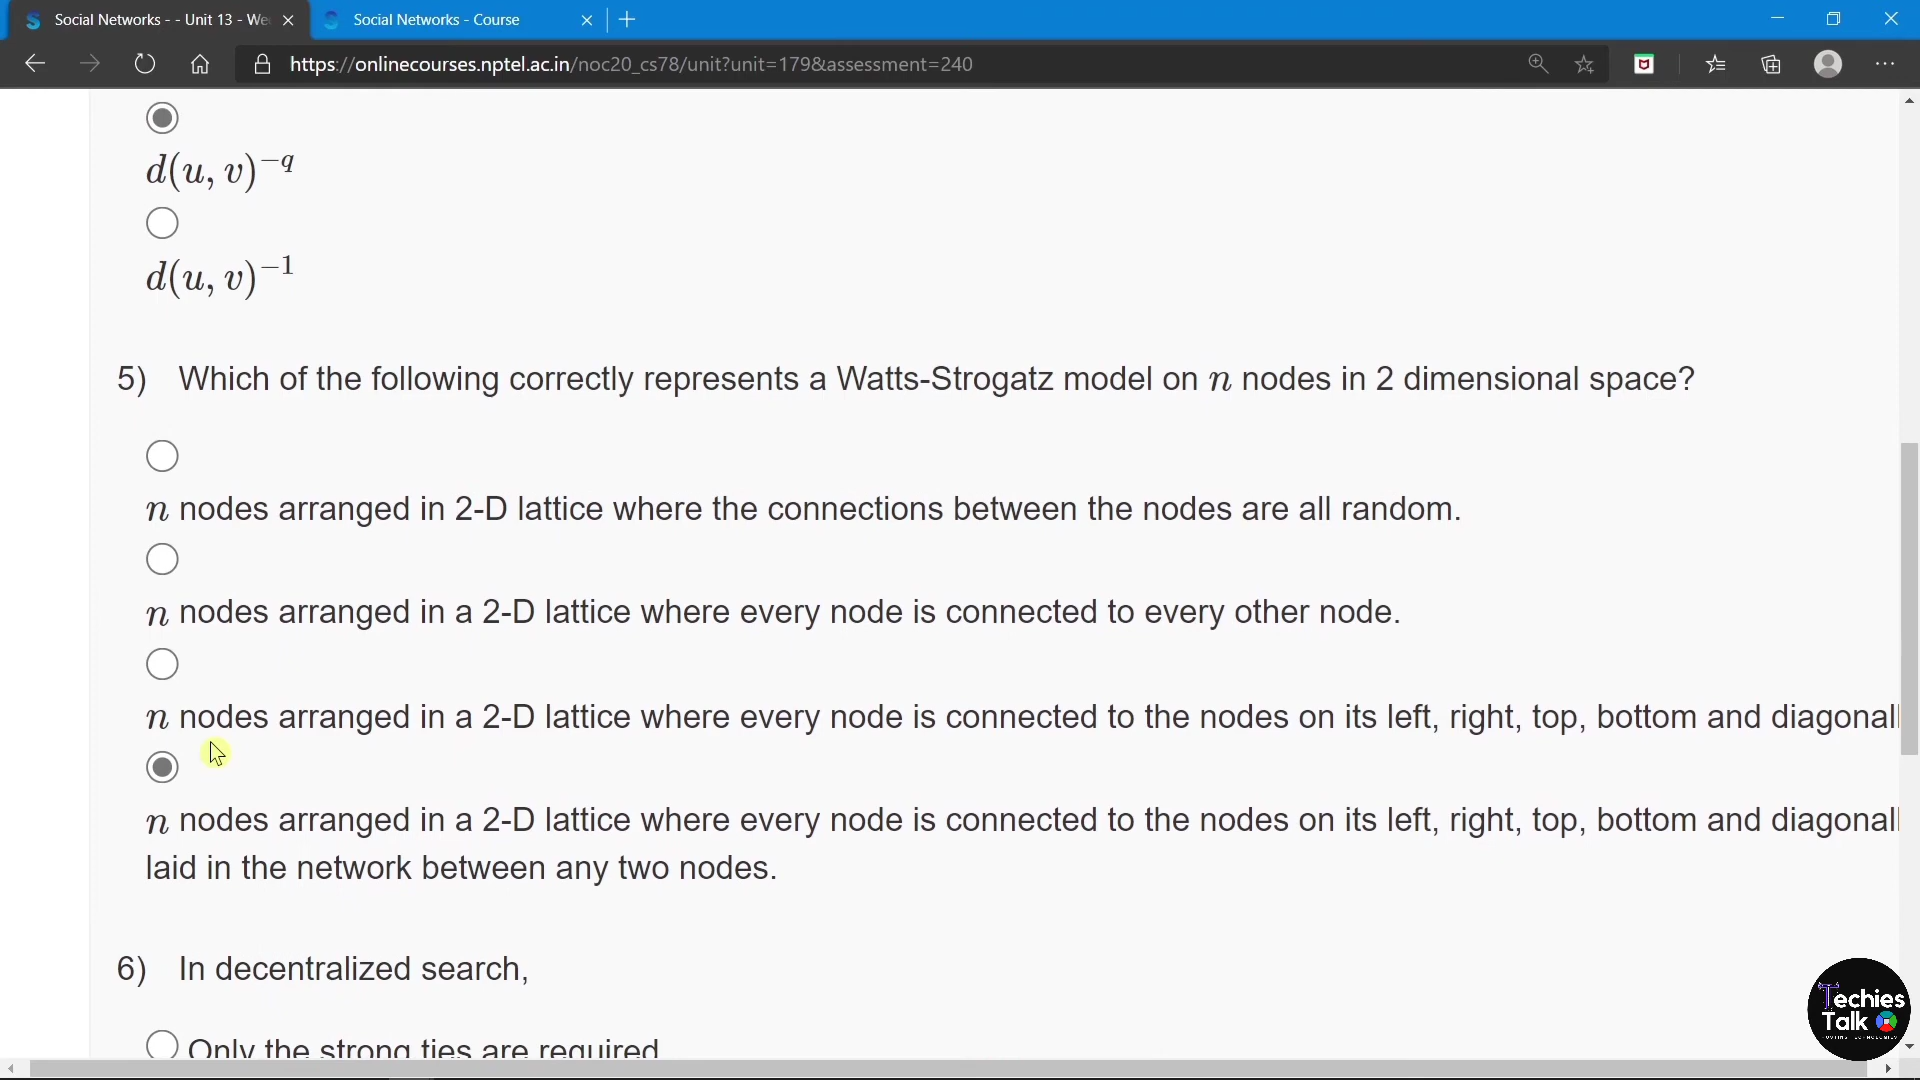 Social Networks - - Unit 13 - We
Social Networks - Course
https://onlinecourses.nptel.ac.in/noc20_cs78/unit?unit=179&assessment=240
d(u, v)^{-q}
d(u, v)^{-1}
5) Which of the following correctly represents a Watts-Strogatz model on n nodes in 2 dimensional space?
n nodes arranged in 2-D lattice where the connections between the nodes are all random.
n nodes arranged in a 2-D lattice where every node is connected to every other node.
n nodes arranged in a 2-D lattice where every node is connected to the nodes on its left, right, top, bottom and diagonall
n nodes arranged in a 2-D lattice where every node is connected to the nodes on its left, right, top, bottom and diagonall
laid in the network between any two nodes.
6) In decentralized search,
Only the strong ties are required
Techies
Talk